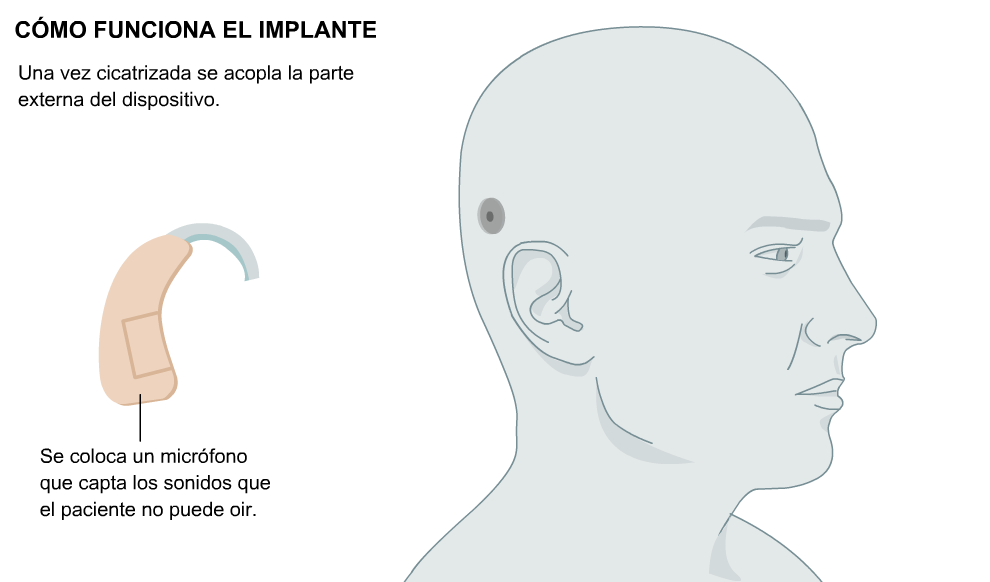 CÓMO FUNCIONA EL IMPLANTE
Una vez cicatrizada se acopla la parte
externa del dispositivo.
Se coloca un micrófono
que capta los sonidos que
el paciente no puede oir.